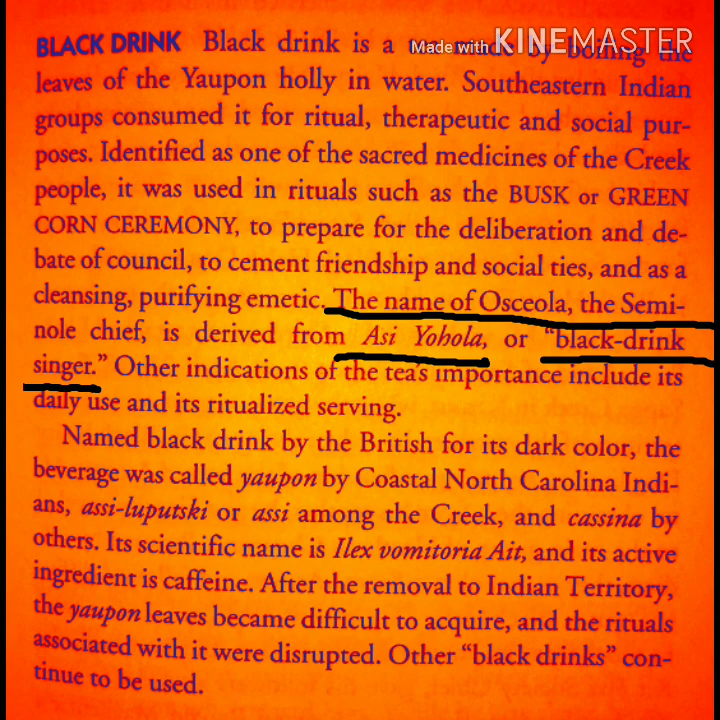 BLACK DRINK Black drink is a
Made with KINEMASTER
by boiling the
leaves of the Yaupon holly in water. Southeastern Indian
groups consumed it for ritual, therapeutic and social pur-
poses. Identified as one of the sacred medicines of the Creek
people, it was used in rituals such as the BUSK or GREEN
CORN CEREMONY, to prepare for the deliberation and de-
bate of council, to cement friendship and social ties, and as a
cleansing, purifying emetic. The name of Osceola, the Semi-
nole chief, is derived from Asi Yohola, or “black-drink
singer.” Other indications of the tea's importance include its
daily use and its ritualized serving.
Named black drink by the British for its dark color, the
beverage was called yaupon by Coastal North Carolina Indi-
ans, assi-luputski or assi among the Creek, and cassina by
others. Its scientific name is Ilex vomitoria Ait, and its active
ingredient is caffeine. After the removal to Indian Territory,
the yaupon leaves became difficult to acquire, and the rituals
associated with it were disrupted. Other “black drinks” con-
tinue to be used.